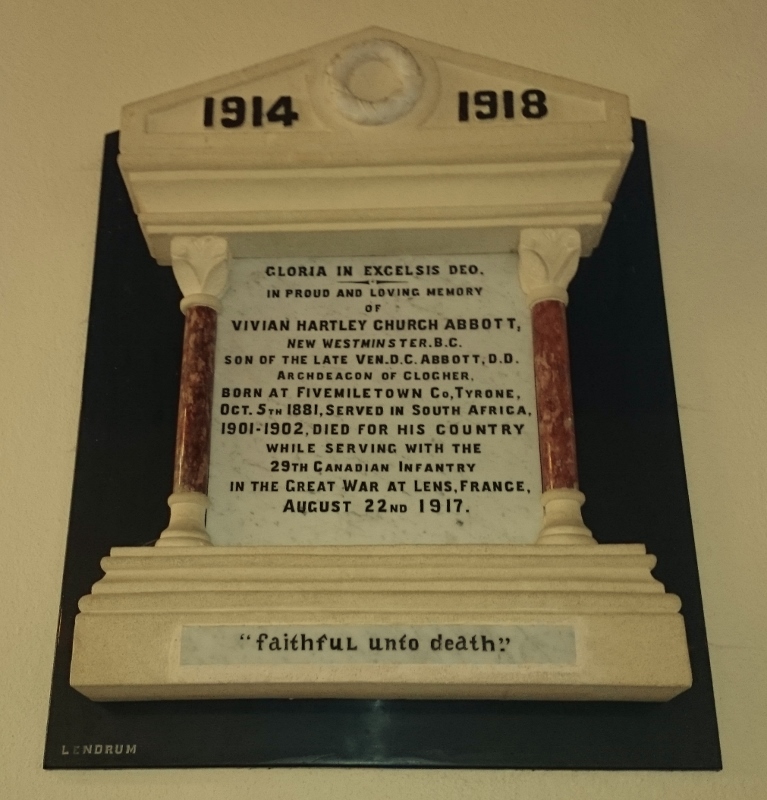 1914 1918
GLORIA IN EXCELSIS DEO.
IN PROUD AND LOVING MEMORY
OF
VIVIAN HARTLEY CHURCH ABBOTT,
NEW WESTMINSTER. B.C.
SON OF THE LATE VEN. D.C. ABBOTT, D.D.
ARCHDEACON OF CLOGHER,
BORN AT FIVEMILETOWN Co, TYRONE,
OCT. 5TH 1881, SERVED IN SOUTH AFRICA,
1901-1902, DIED FOR HIS COUNTRY
WHILE SERVING WITH THE
29TH CANADIAN INFANTRY
IN THE GREAT WAR AT LENS, FRANCE,
AUGUST 22ND 1917.
"faithful unto death."
LENDRUM